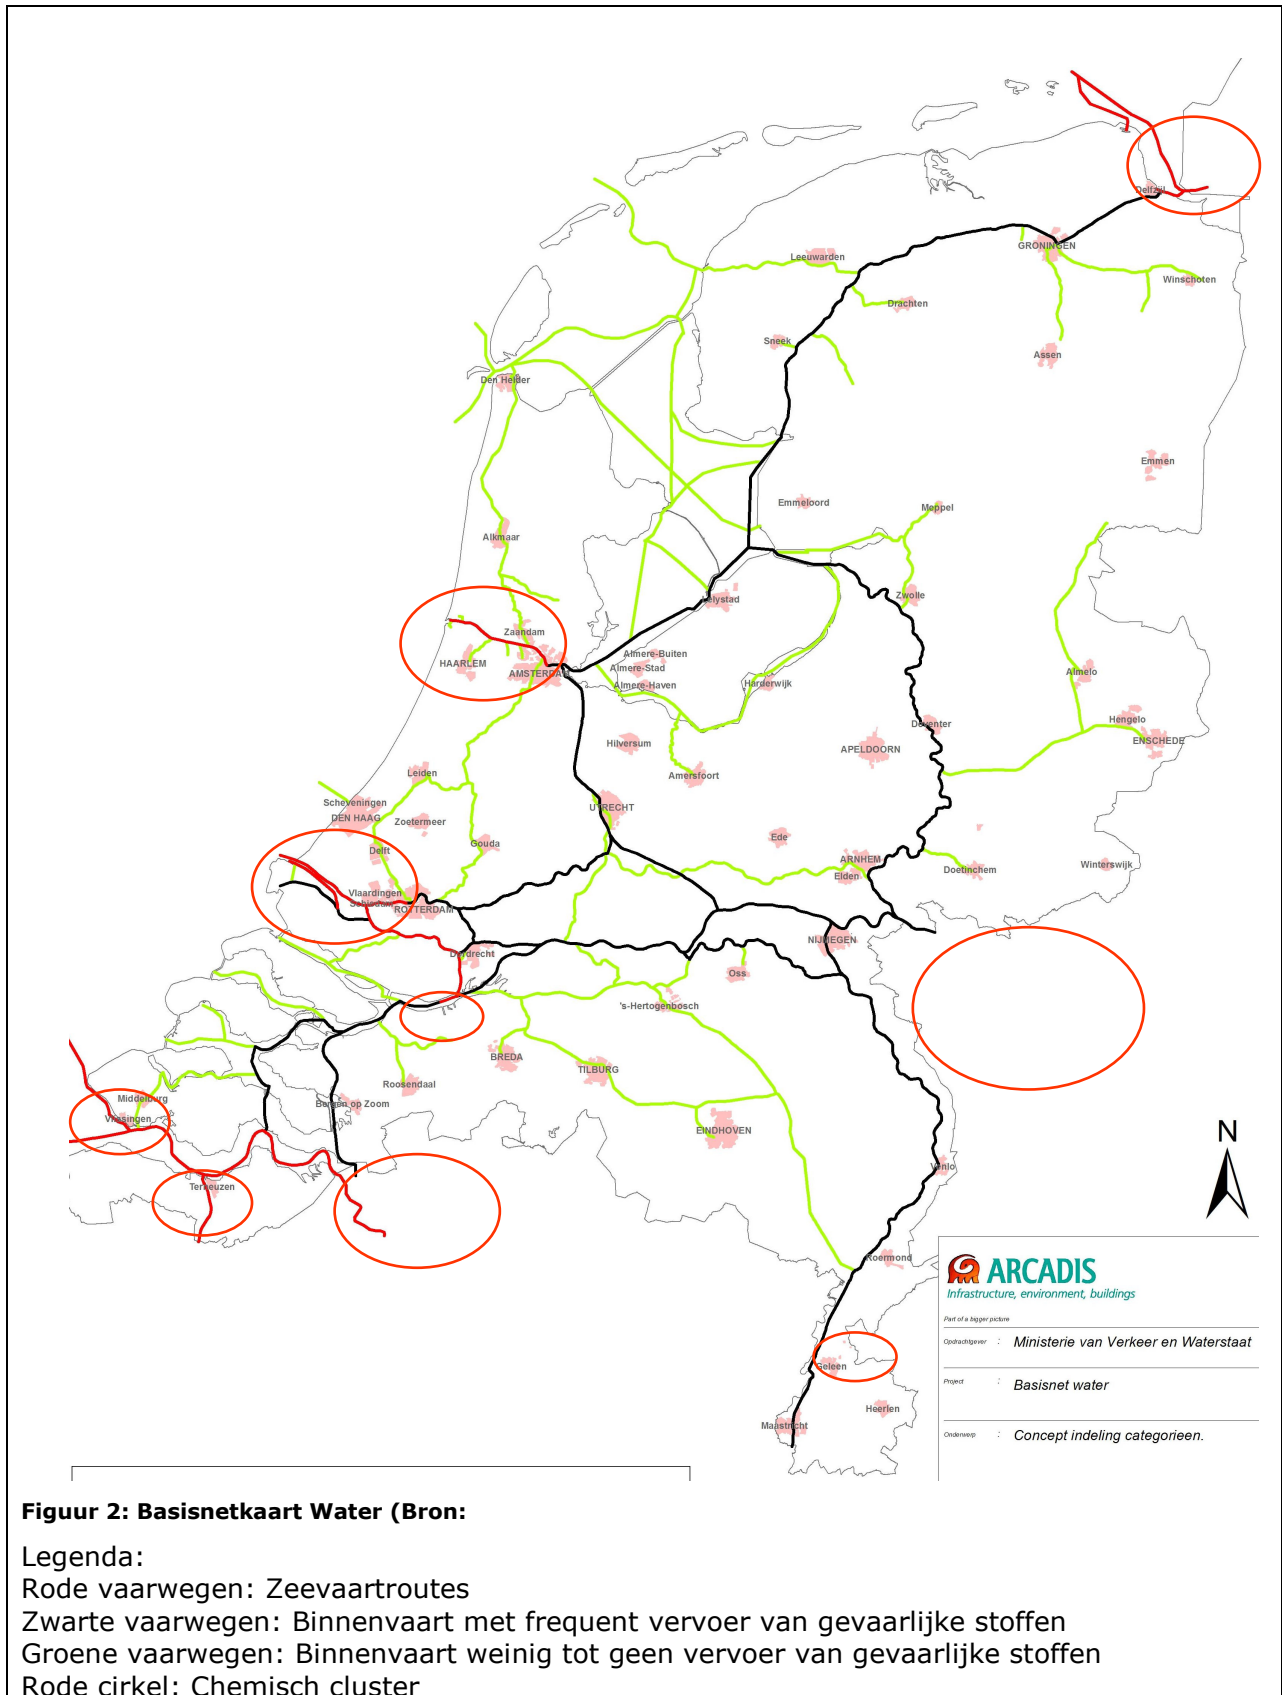 Delfzijl
GRONINGEN
Leeuwarden
Winschoten
Drachten
Sneek
Assen
Den Helder
Emmen
Emmeloord
Meppel
Alkmaar
Zwolle
Lelystad
Zaandam
Almere-Buiten
HAARLEM
Almere-Stad
AMSTERDAM
Almelo
Almere-Haven
Harderwijk
Hengelo
Deventer
ENSCHEDE
Hilversum
APELDOORN
Leiden
Amersfoort
Scheveningen
UTRECHT
DEN HAAG
Zoetermeer
Ede
Gouda
Delft
ARNHEM
Winterswijk
Doetinchem
Elden
Vlaardingen
Schiedam
ROTTERDAM
NIJMEGEN
Dordrecht
Oss
's-Hertogenbosch
BREDA
TILBURG
Roosendaal
Middelburg
Bergen op Zoom
Vlissingen
EINDHOVEN
N
Venlo
Terneuzen
Roermond
ARCADIS
Infrastructure, environment, buildings
Part of a bigger picture
Opdrachtgever : Ministerie van Verkeer en Waterstaat
Geleen
Project : Basisnet water
Heerlen
Maastricht
Onderwerp : Concept indeling categorieen.
Figuur 2: Basisnetkaart Water (Bron:
Legenda:
Rode vaarwegen: Zeevaartroutes
Zwarte vaarwegen: Binnenvaart met frequent vervoer van gevaarlijke stoffen
Groene vaarwegen: Binnenvaart weinig tot geen vervoer van gevaarlijke stoffen
Rode cirkel: Chemisch cluster